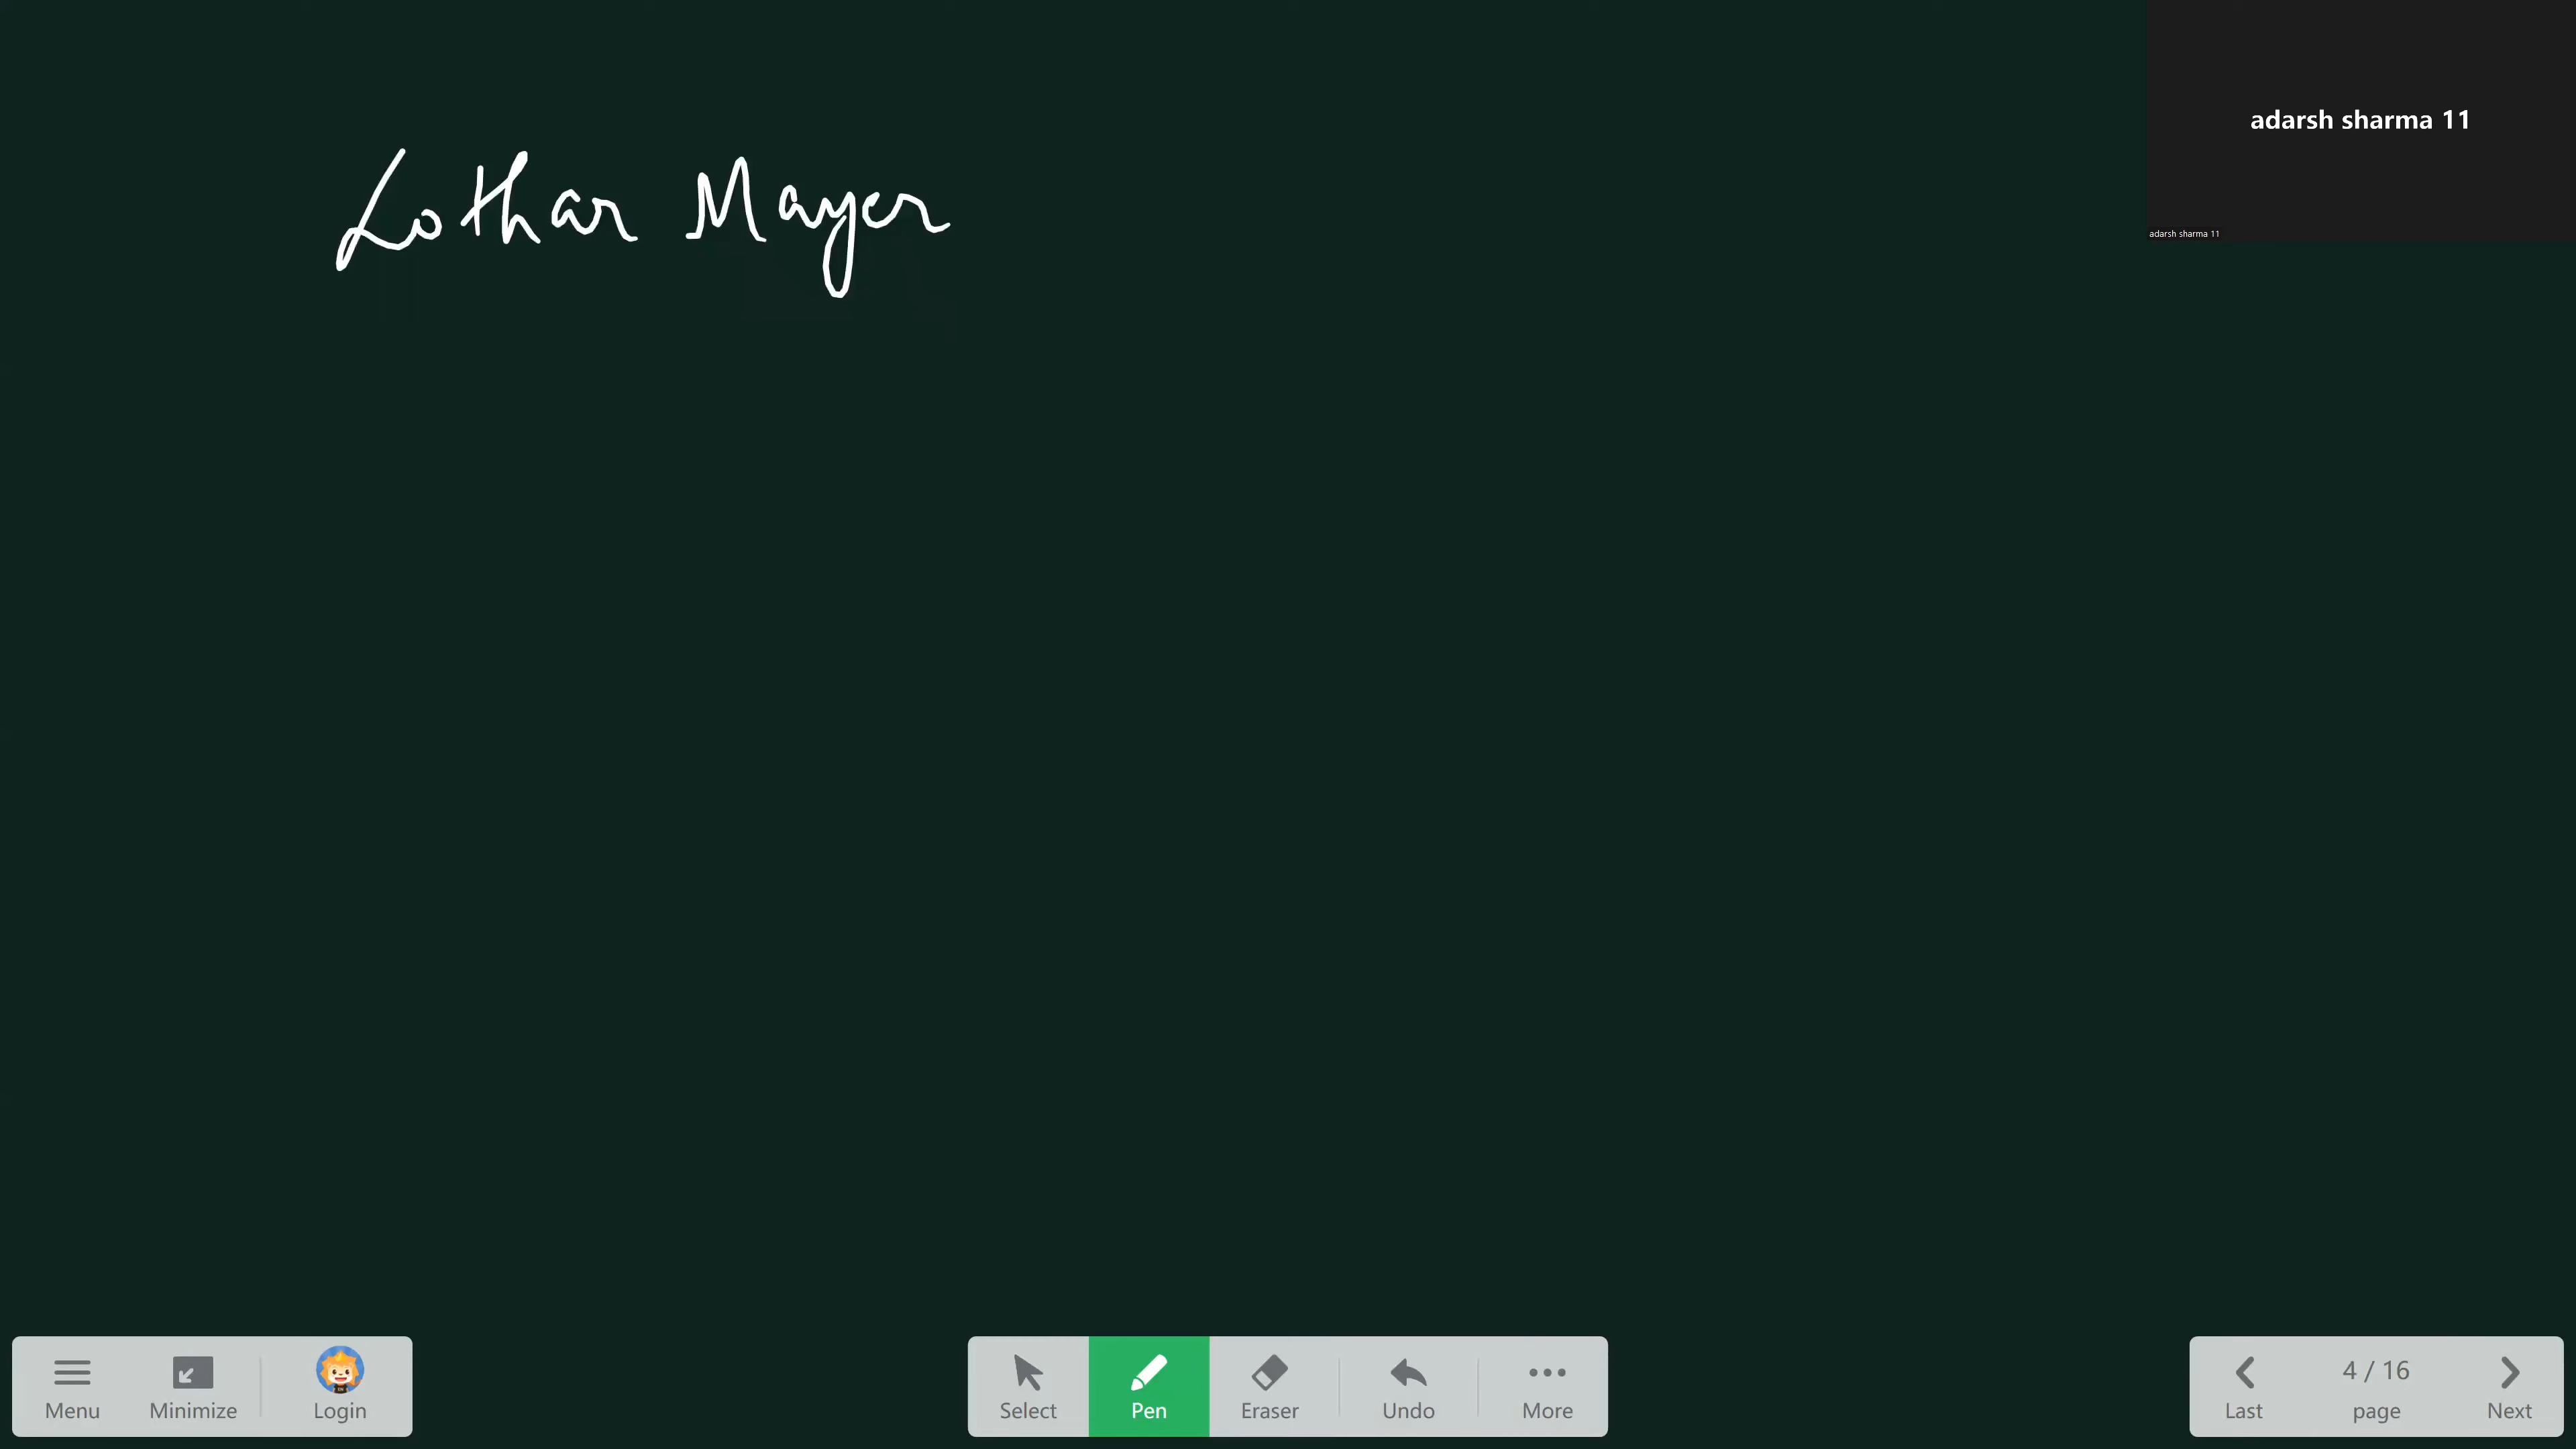 Lothar Mayer
adarsh sharma 11
adarsh sharma 11
Menu
Minimize
Login
Select
Pen
Eraser
Undo
More
Last
4 / 16
page
Next